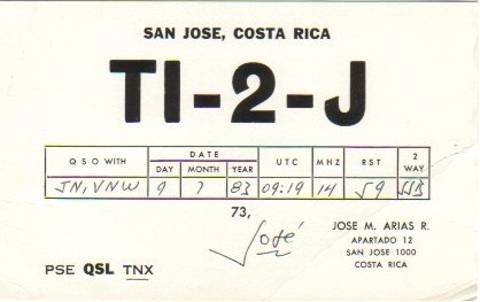 SAN JOSE, COSTA RICA
TI-2-J
QSO WITH DATE UTC MHZ RST 2 WAY
DAY MONTH YEAR
9 7 83 09:19 14 59 SSB
73,
José
JOSE M. ARIAS R.
APARTADO 12
SAN JOSE 1000
COSTA RICA
PSE QSL TNX